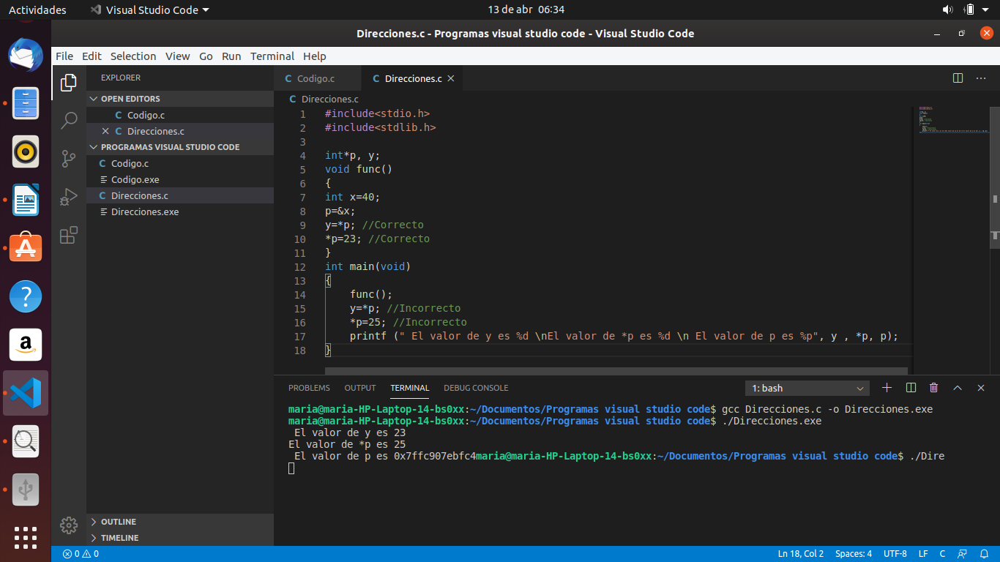 Actividades
Visual Studio Code
13 de abr 06:34
Direcciones.c - Programas visual studio code - Visual Studio Code
File Edit Selection View Go Run Terminal Help
EXPLORER
OPEN EDITORS
C Codigo.c
C Direcciones.c
PROGRAMAS VISUAL STUDIO CODE
C Codigo.c
Codigo.exe
C Direcciones.c
Direcciones.exe
OUTLINE
TIMELINE
C Codigo.c
C Direcciones.c
C Direcciones.c
1 #include<stdio.h>
2 #include<stdlib.h>
3
4 int*p, y;
5 void func()
6 {
7 int x=40;
8 p=&x;
9 y=*p; //Correcto
10 *p=23; //Correcto
11 }
12 int main(void)
13 {
14 func();
15 y=*p; //Incorrecto
16 *p=25; //Incorrecto
17 printf (" El valor de y es %d \nEl valor de *p es %d \n El valor de p es %p", y , *p, p);
18 }
PROBLEMS OUTPUT TERMINAL DEBUG CONSOLE
1: bash
maria@maria-HP-Laptop-14-bs0xx:~/Documentos/Programas visual studio code$ gcc Direcciones.c -o Direcciones.exe
maria@maria-HP-Laptop-14-bs0xx:~/Documentos/Programas visual studio code$ ./Direcciones.exe
El valor de y es 23
El valor de *p es 25
El valor de p es 0x7ffc907ebfc4maria@maria-HP-Laptop-14-bs0xx:~/Documentos/Programas visual studio code$ ./Dire
0 0
Ln 18, Col 2 Spaces: 4 UTF-8 LF C